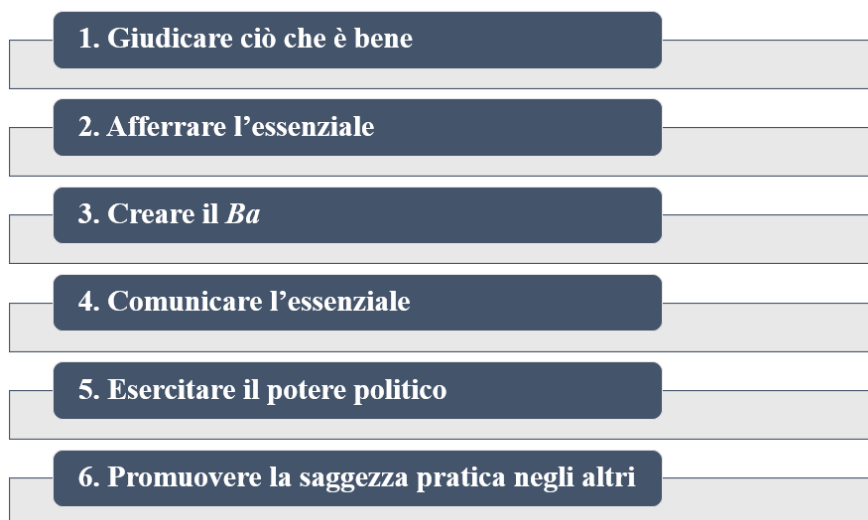 1. Giudicare ciò che è bene
2. Afferrare l’essenziale
3. Creare il Ba
4. Comunicare l’essenziale
5. Esercitare il potere politico
6. Promuovere la saggezza pratica negli altri